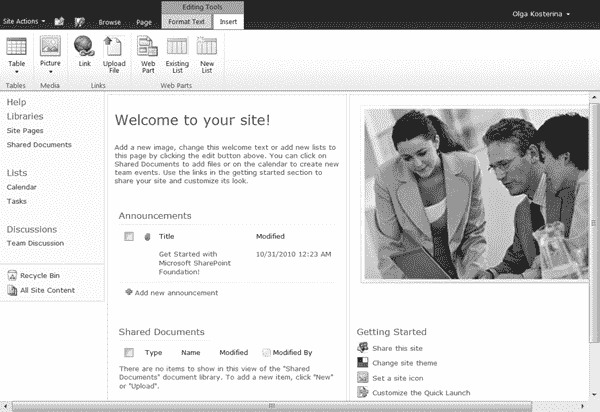 Editing Tools
Site Actions Browse Page Format Text Insert Olga Kosterina
Table Picture Link Upload File Web Part Existing List New List
Tables Media Links Web Parts
Help
Libraries
Site Pages
Shared Documents
Lists
Calendar
Tasks
Discussions
Team Discussion
Recycle Bin
All Site Content
Welcome to your site!
Add a new image, change this welcome text or add new lists to
this page by clicking the edit button above. You can click on
Shared Documents to add files or on the calendar to create new
team events. Use the links in the getting started section to
share your site and customize its look.
Announcements
Title Modified
Get Started with 10/31/2010 12:23 AM
Microsoft SharePoint
Foundation!
Add new announcement
Shared Documents
Type Name Modified Modified By
There are no items to show in this view of the "Shared
Documents" document library. To add a new item, click "New"
or "Upload".
Getting Started
Share this site
Change site theme
Set a site icon
Customize the Quick Launch